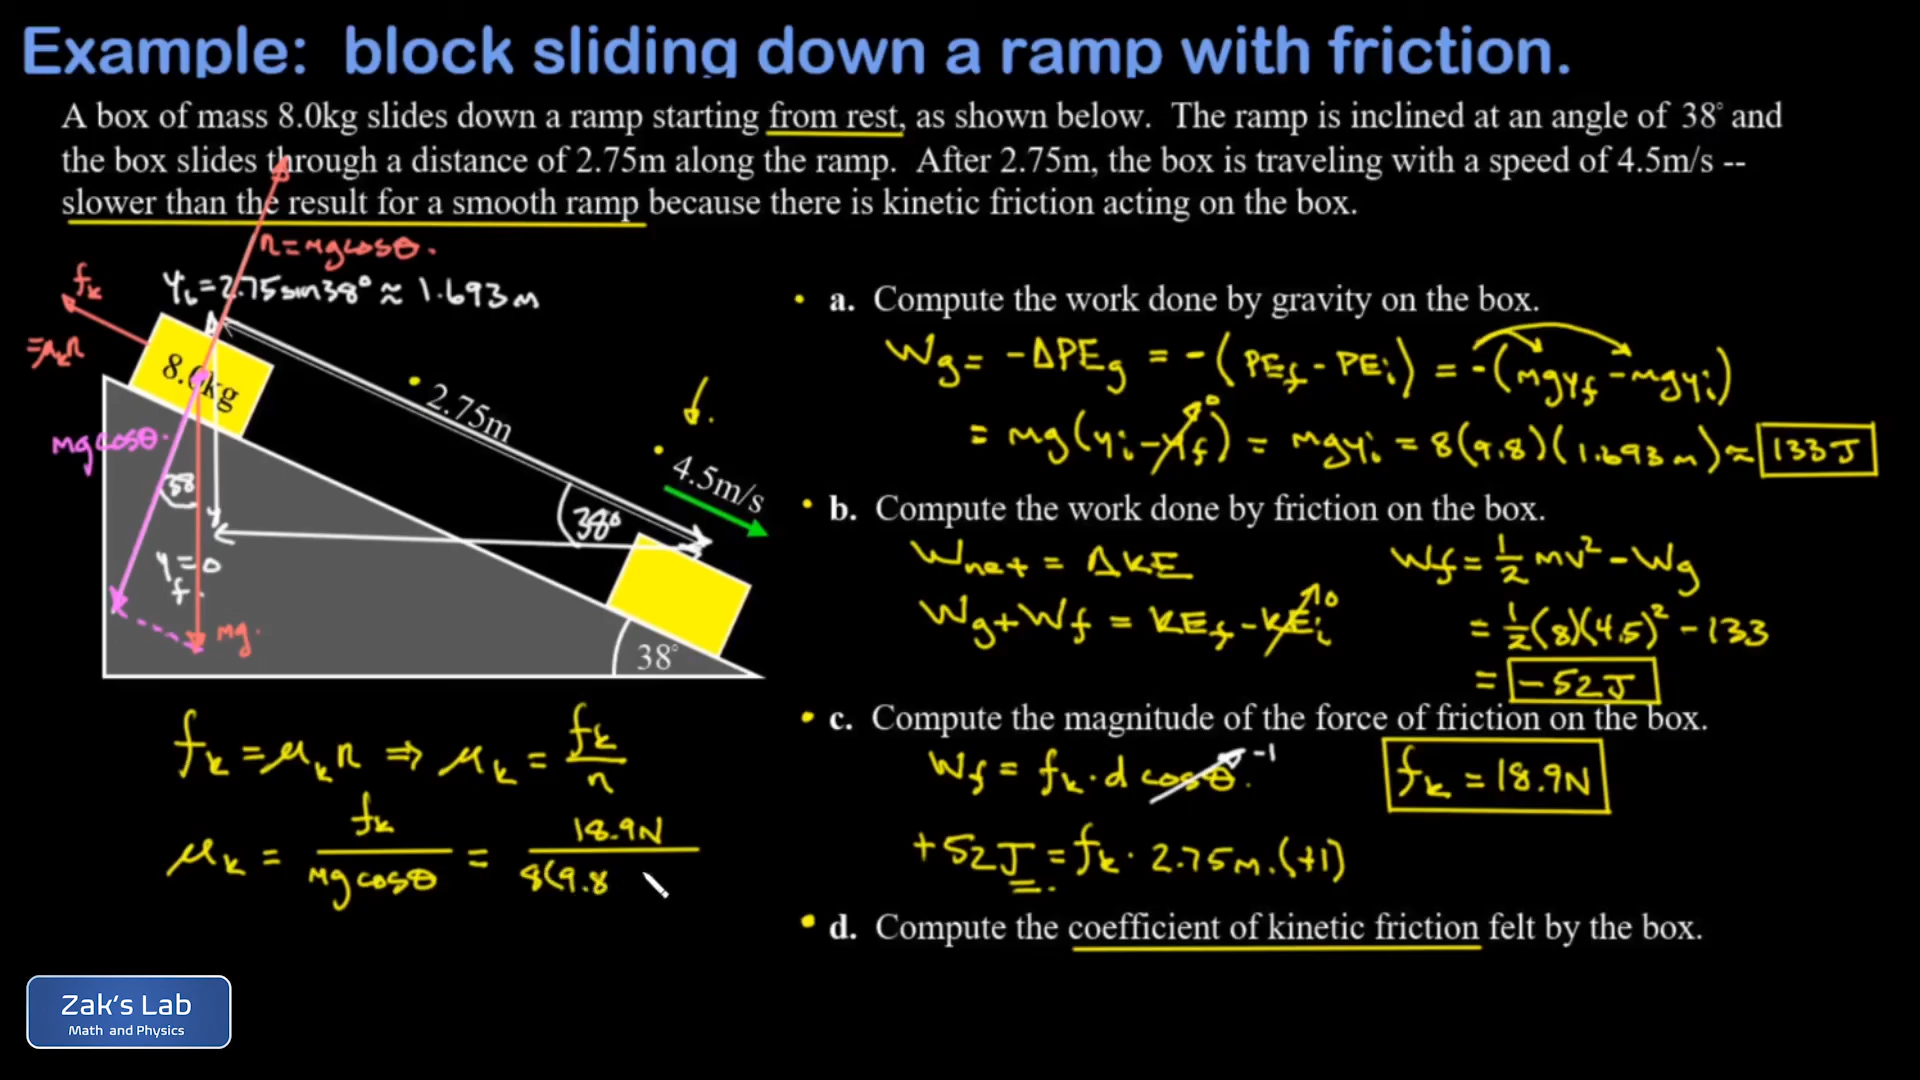 Example: block sliding down a ramp with friction.
A box of mass 8.0kg slides down a ramp starting from rest, as shown below. The ramp is inclined at an angle of 38° and
the box slides through a distance of 2.75m along the ramp. After 2.75m, the box is traveling with a speed of 4.5m/s --
slower than the result for a smooth ramp because there is kinetic friction acting on the box.
n = mgcosθ.
fk
yi = 2.75sin38° ≈ 1.693m
= μk n
8.0kg
2.75m
4.5m/s
mgcosθ.
38
38°
yf = 0
mg.
38°
fk = μk n ⇒ μk = fk / n
μk = fk / mgcosθ = 18.9N / 8(9.8
• a. Compute the work done by gravity on the box.
Wg = -ΔPEg = -(PEf - PEi) = -(mgyf - mgyi)
= mg(yi - yf) = mgyi = 8(9.8)(1.693m) ≈ 133J
0
• b. Compute the work done by friction on the box.
Wnet = ΔKE
Wg + Wf = KEf - KEi
0
Wf = 1/2 mv² - Wg
= 1/2(8)(4.5)² - 133
= -52J
• c. Compute the magnitude of the force of friction on the box.
Wf = fk · d cosθ. -1
fk = 18.9N
+52J = fk · 2.75m · (+1)
• d. Compute the coefficient of kinetic friction felt by the box.
Zak's Lab
Math and Physics